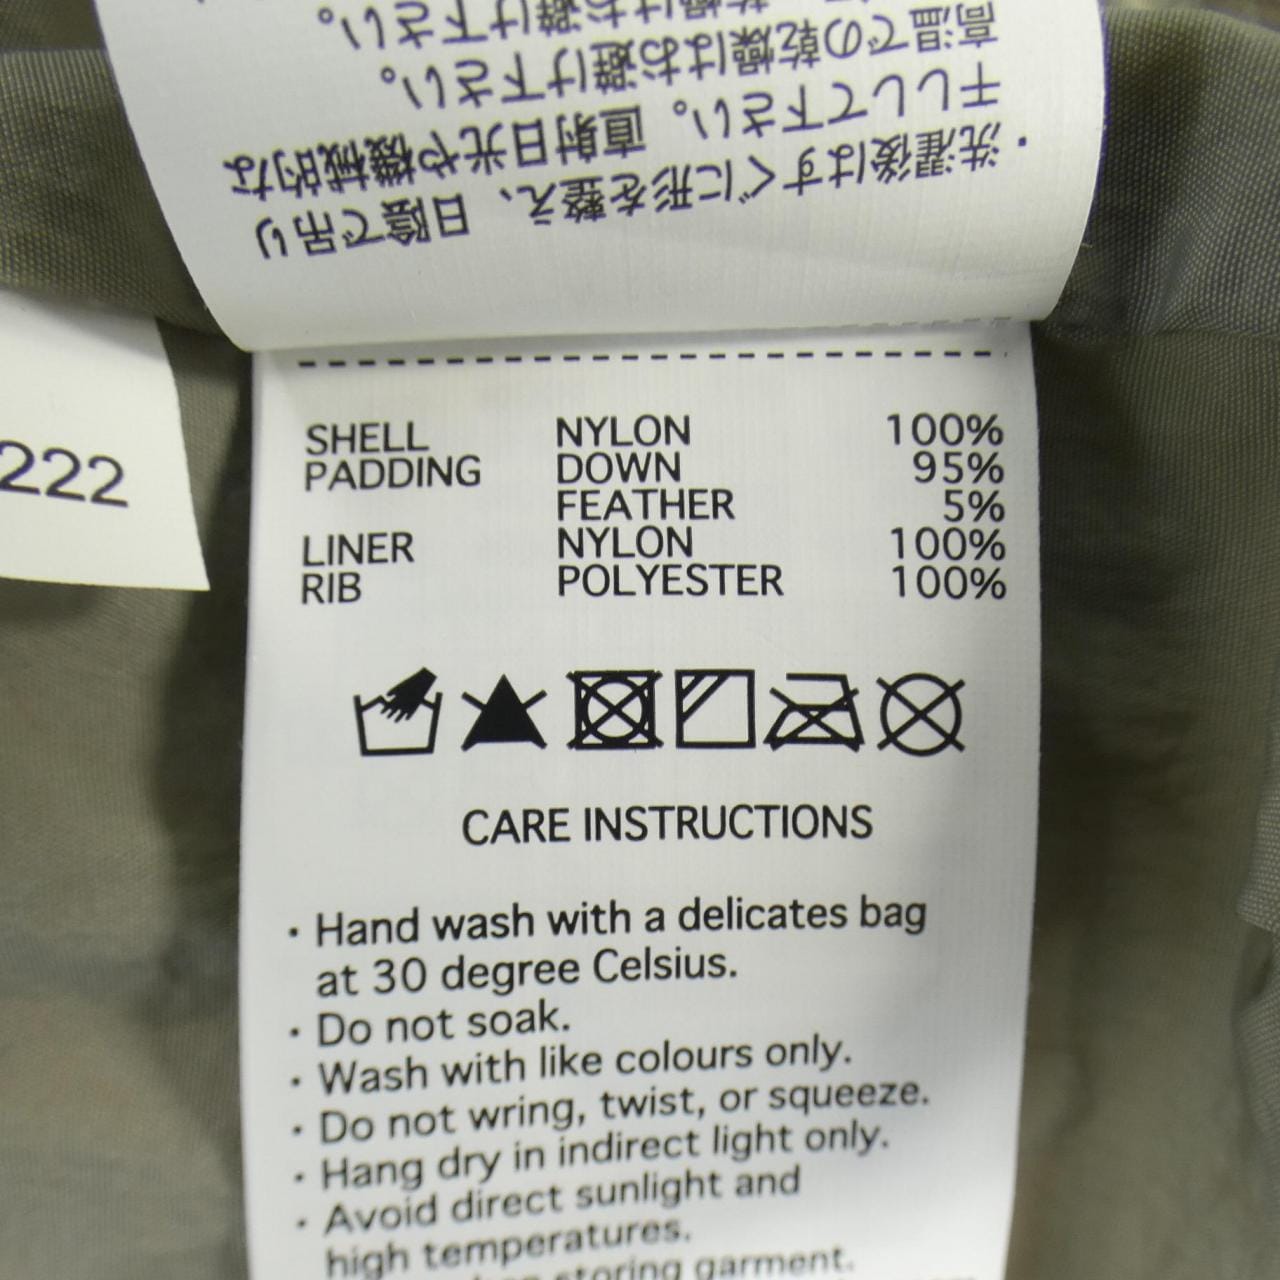 ・洗濯後はすぐに形を整え、日陰で吊り
干して下さい。直射日光や機械的な
高温での乾燥はお避け下さい。
222
SHELL NYLON 100%
PADDING DOWN 95%
FEATHER 5%
LINER NYLON 100%
RIB POLYESTER 100%
CARE INSTRUCTIONS
・Hand wash with a delicates bag
at 30 degree Celsius.
・Do not soak.
・Wash with like colours only.
・Do not wring, twist, or squeeze.
・Hang dry in indirect light only.
・Avoid direct sunlight and
high temperatures.
storing garment.